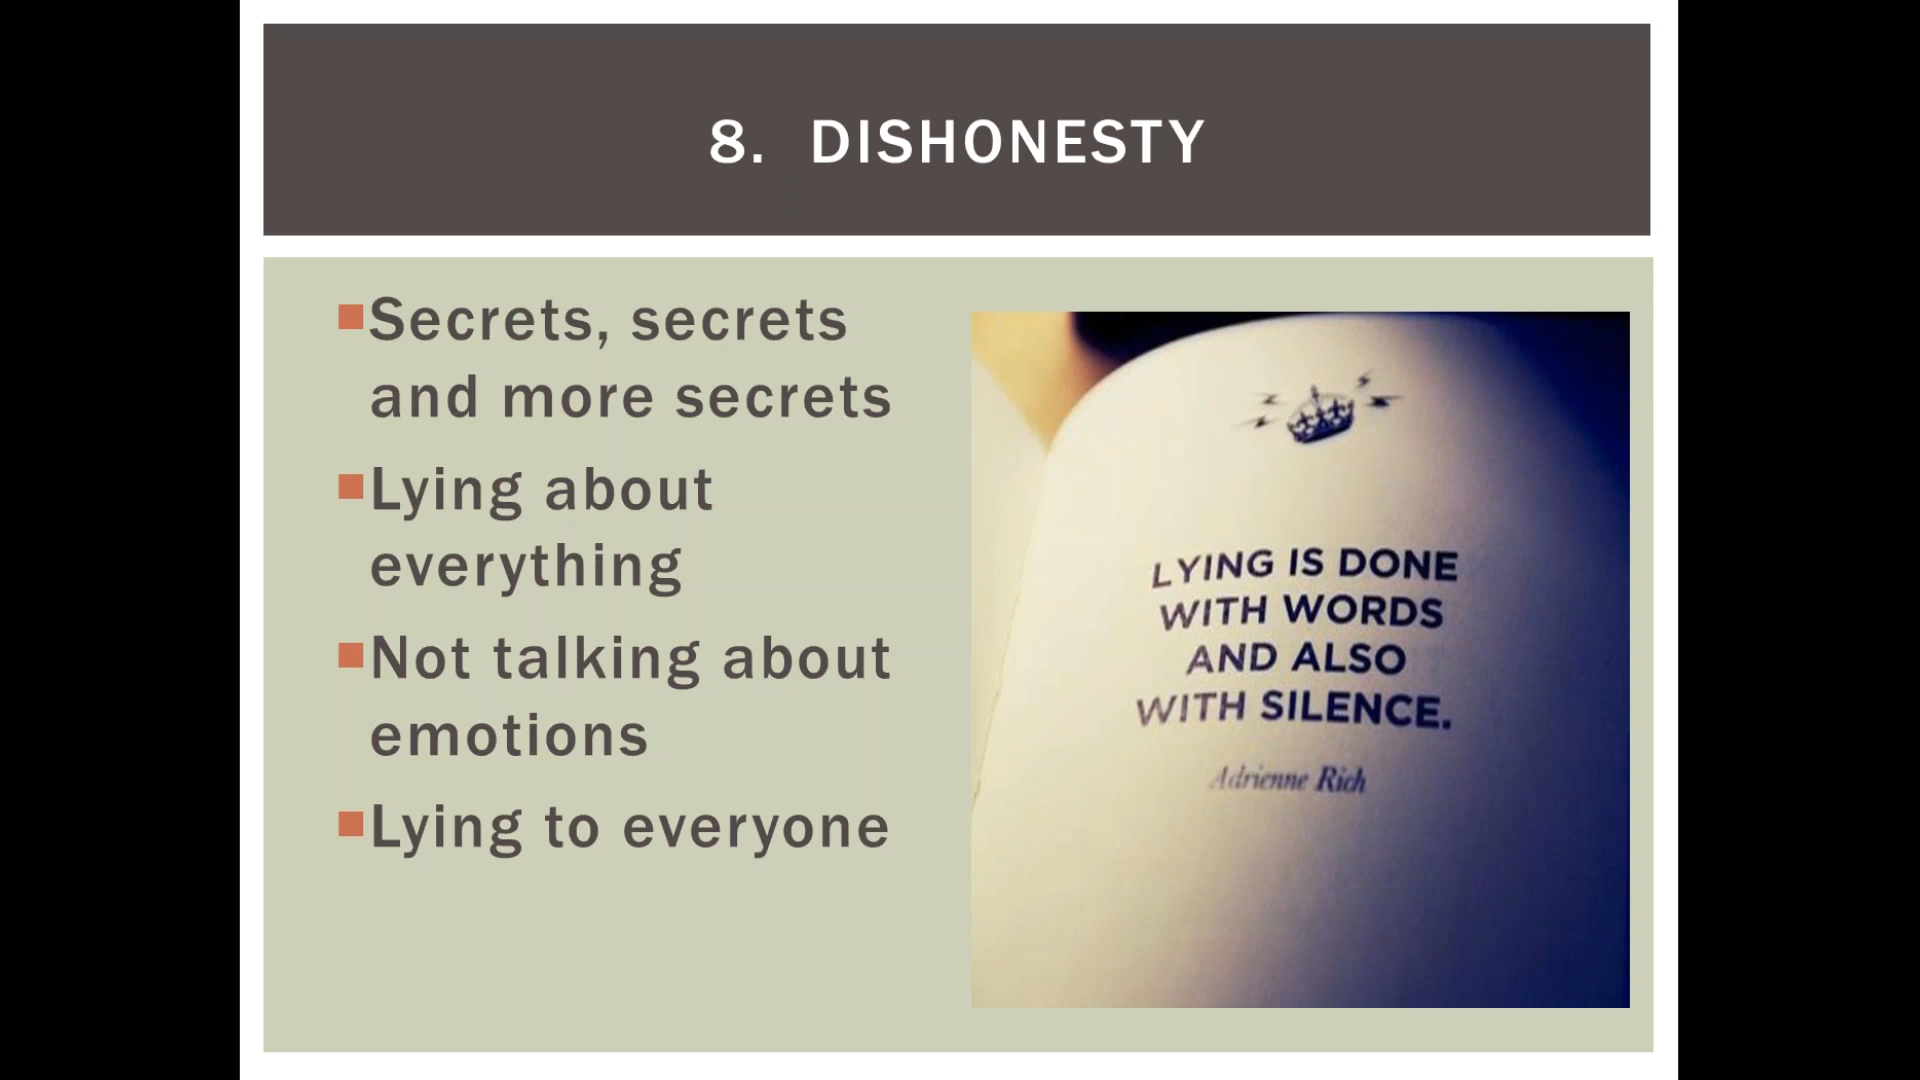 8. DISHONESTY
Secrets, secrets
and more secrets
Lying about
everything
Not talking about
emotions
Lying to everyone
LYING IS DONE
WITH WORDS
AND ALSO
WITH SILENCE.
Adrienne Rich